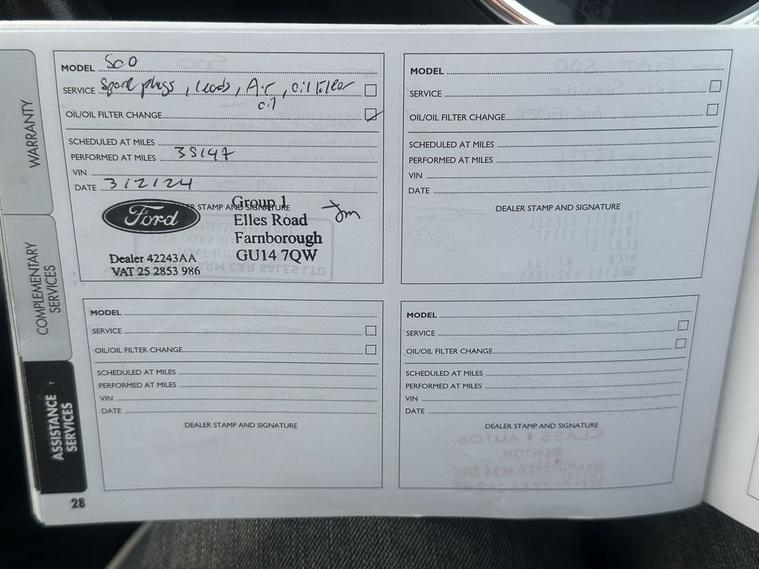 WARRANTY
COMPLEMENTARY
SERVICES
ASSISTANCE
SERVICES
MODEL 500
SERVICE Spark plugs, leads, Air, oil filter
oil
OIL/OIL FILTER CHANGE
SCHEDULED AT MILES
PERFORMED AT MILES 38147
VIN
DATE 3/2/24
DEALER STAMP AND SIGNATURE
Ford
Dealer 42243AA
VAT 25 2853 986
Group 1
Elles Road
Farnborough
GU14 7QW
MODEL
SERVICE
OIL/OIL FILTER CHANGE
SCHEDULED AT MILES
PERFORMED AT MILES
VIN
DATE
DEALER STAMP AND SIGNATURE
MODEL
SERVICE
OIL/OIL FILTER CHANGE
SCHEDULED AT MILES
PERFORMED AT MILES
VIN
DATE
DEALER STAMP AND SIGNATURE
MODEL
SERVICE
OIL/OIL FILTER CHANGE
SCHEDULED AT MILES
PERFORMED AT MILES
VIN
DATE
DEALER STAMP AND SIGNATURE
28